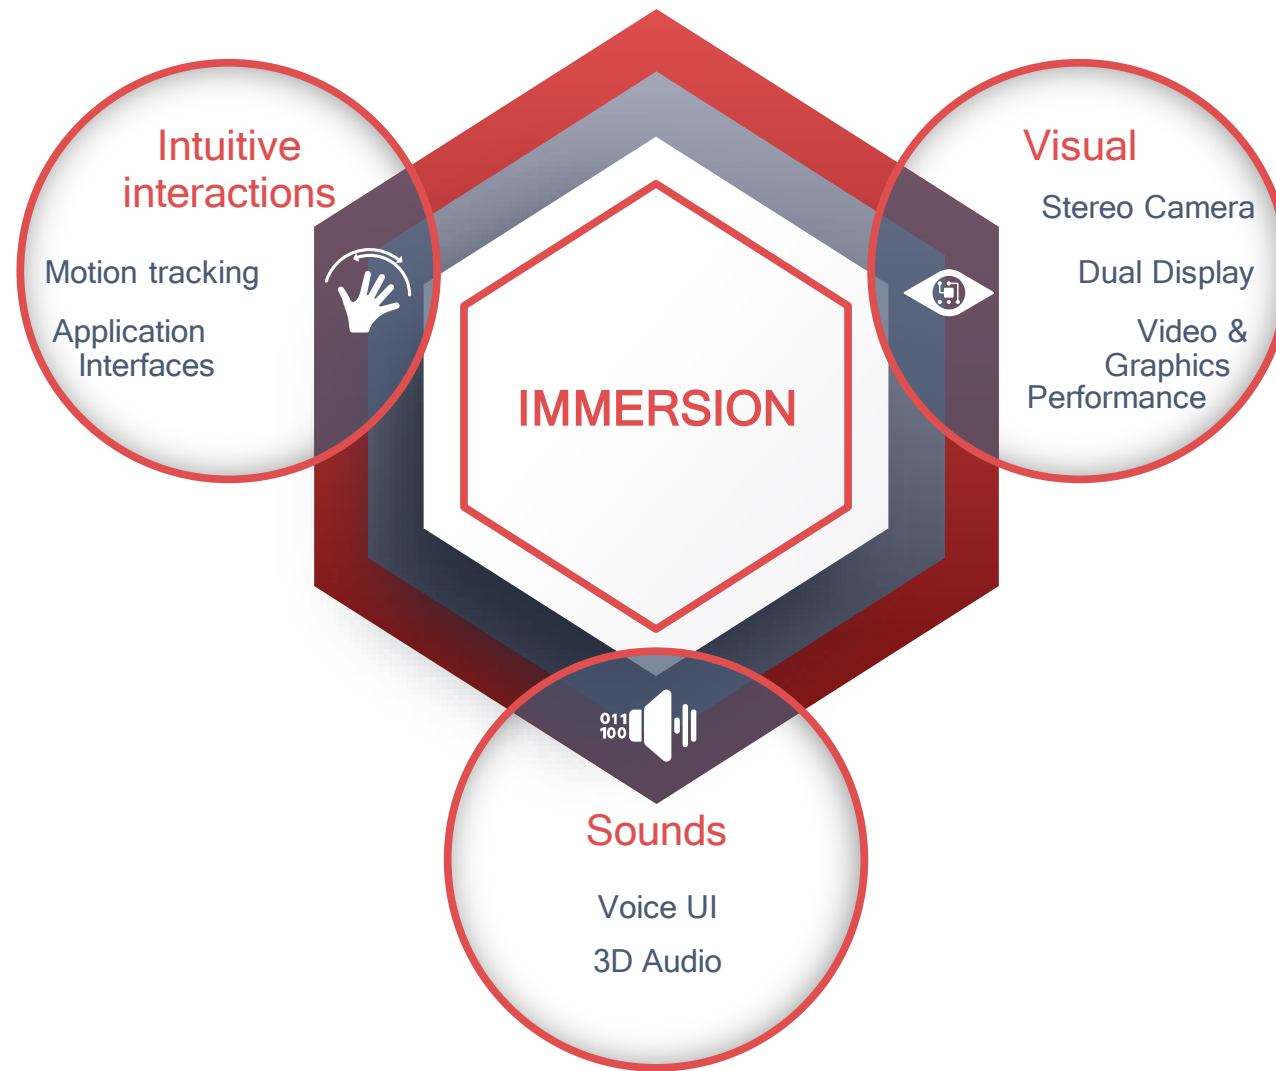 Intuitive
interactions
Motion tracking
Application
Interfaces
Visual
Stereo Camera
Dual Display
Video &
Graphics
Performance
IMMERSION
011
100
Sounds
Voice UI
3D Audio